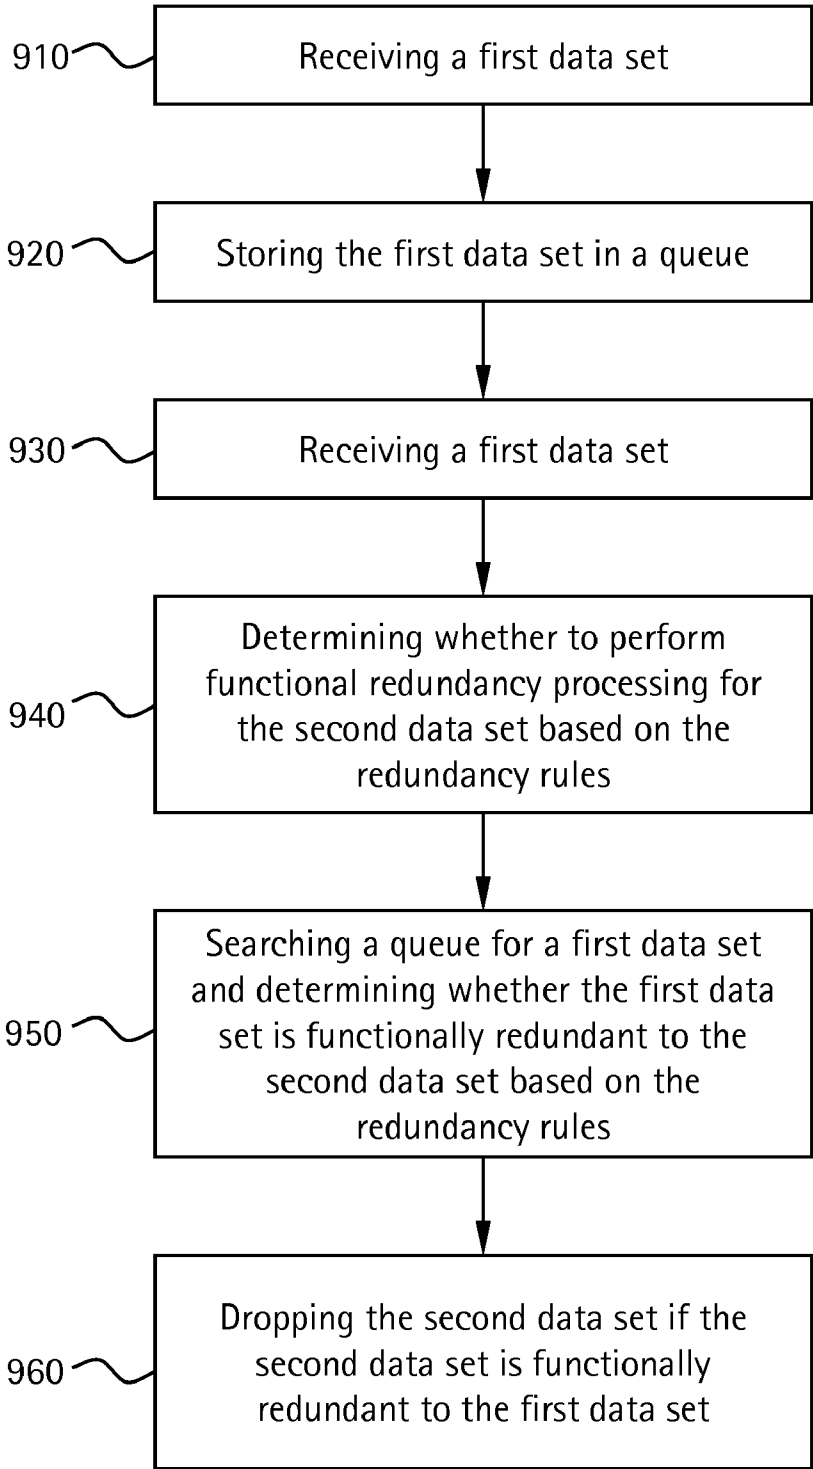 910
Receiving a first data set
920
Storing the first data set in a queue
930
Receiving a first data set
940
Determining whether to perform
functional redundancy processing for
the second data set based on the
redundancy rules
950
Searching a queue for a first data set
and determining whether the first data
set is functionally redundant to the
second data set based on the
redundancy rules
960
Dropping the second data set if the
second data set is functionally
redundant to the first data set